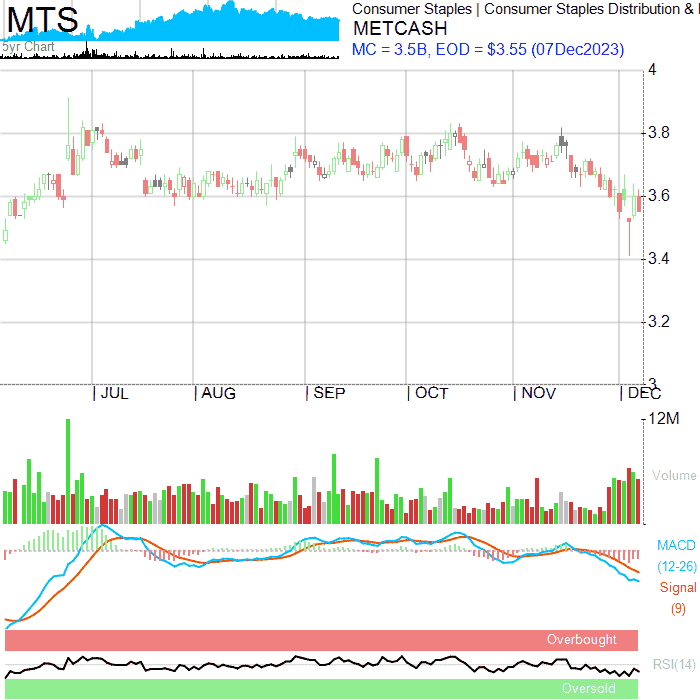 MTS
5yr Chart
Consumer Staples | Consumer Staples Distribution &
METCASH
MC = 3.5B, EOD = $3.55 (07Dec2023)
4
3.8
3.6
3.4
3.2
3
JUL AUG SEP OCT NOV DEC
12M
Volume
MACD
(12-26)
Signal
(9)
Overbought
RSI(14)
Oversold